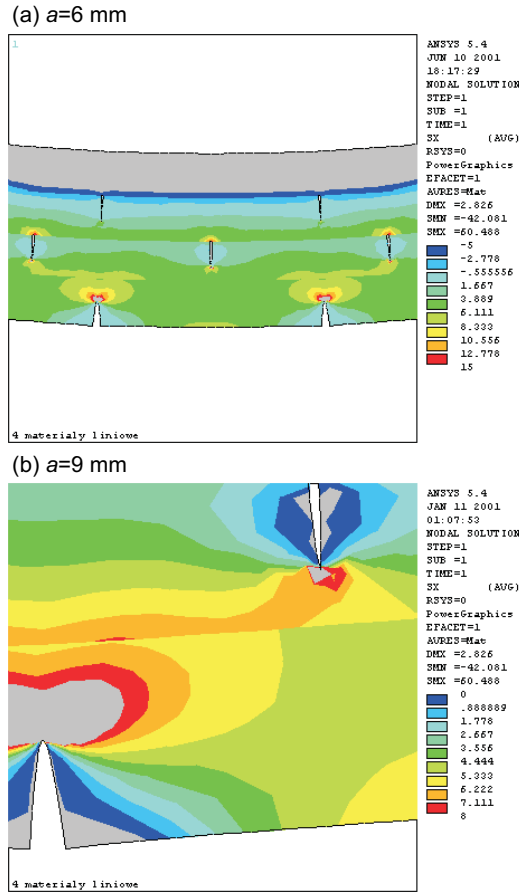 (a) a=6 mm
1
ANSYS 5.4
JUN 10 2001
18:17:29
NODAL SOLUTION
STEP=1
SUB =1
TIME=1
SX (AVG)
RSYS=0
PowerGraphics
EFACET=1
AVRES=Mat
DMX =2.826
SMN =-42.081
SMX =60.488
-5
-2.778
-.555556
1.667
3.889
6.111
8.333
10.556
12.778
15
4 materialy liniowe
(b) a=9 mm
ANSYS 5.4
JAN 11 2001
01:07:53
NODAL SOLUTION
STEP=1
SUB =1
TIME=1
SX (AVG)
RSYS=0
PowerGraphics
EFACET=1
AVRES=Mat
DMX =2.826
SMN =-42.081
SMX =60.488
0
.888889
1.778
2.667
3.556
4.444
5.333
6.222
7.111
8
4 materialy liniowe